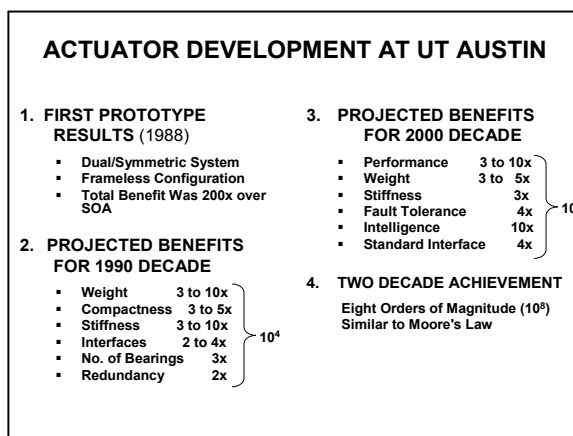 ACTUATOR DEVELOPMENT AT UT AUSTIN
1. FIRST PROTOTYPE
RESULTS (1988)
▪ Dual/Symmetric System
▪ Frameless Configuration
▪ Total Benefit Was 200x over
SOA
2. PROJECTED BENEFITS
FOR 1990 DECADE
▪ Weight 3 to 10x
▪ Compactness 3 to 5x
▪ Stiffness 3 to 10x
▪ Interfaces 2 to 4x
▪ No. of Bearings 3x
▪ Redundancy 2x
10⁴
3. PROJECTED BENEFITS
FOR 2000 DECADE
▪ Performance 3 to 10x
▪ Weight 3 to 5x
▪ Stiffness 3x
▪ Fault Tolerance 4x
▪ Intelligence 10x
▪ Standard Interface 4x
4. TWO DECADE ACHIEVEMENT
Eight Orders of Magnitude (10⁸)
Similar to Moore's Law